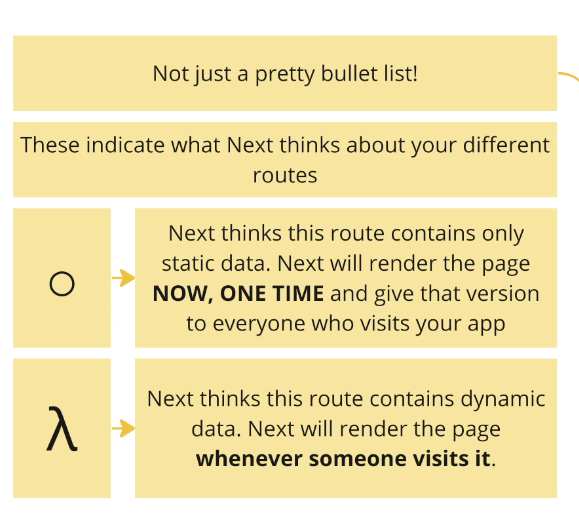 Not just a pretty bullet list!
These indicate what Next thinks about your different
routes
○
Next thinks this route contains only
static data. Next will render the page
NOW, ONE TIME and give that version
to everyone who visits your app
λ
Next thinks this route contains dynamic
data. Next will render the page
whenever someone visits it.